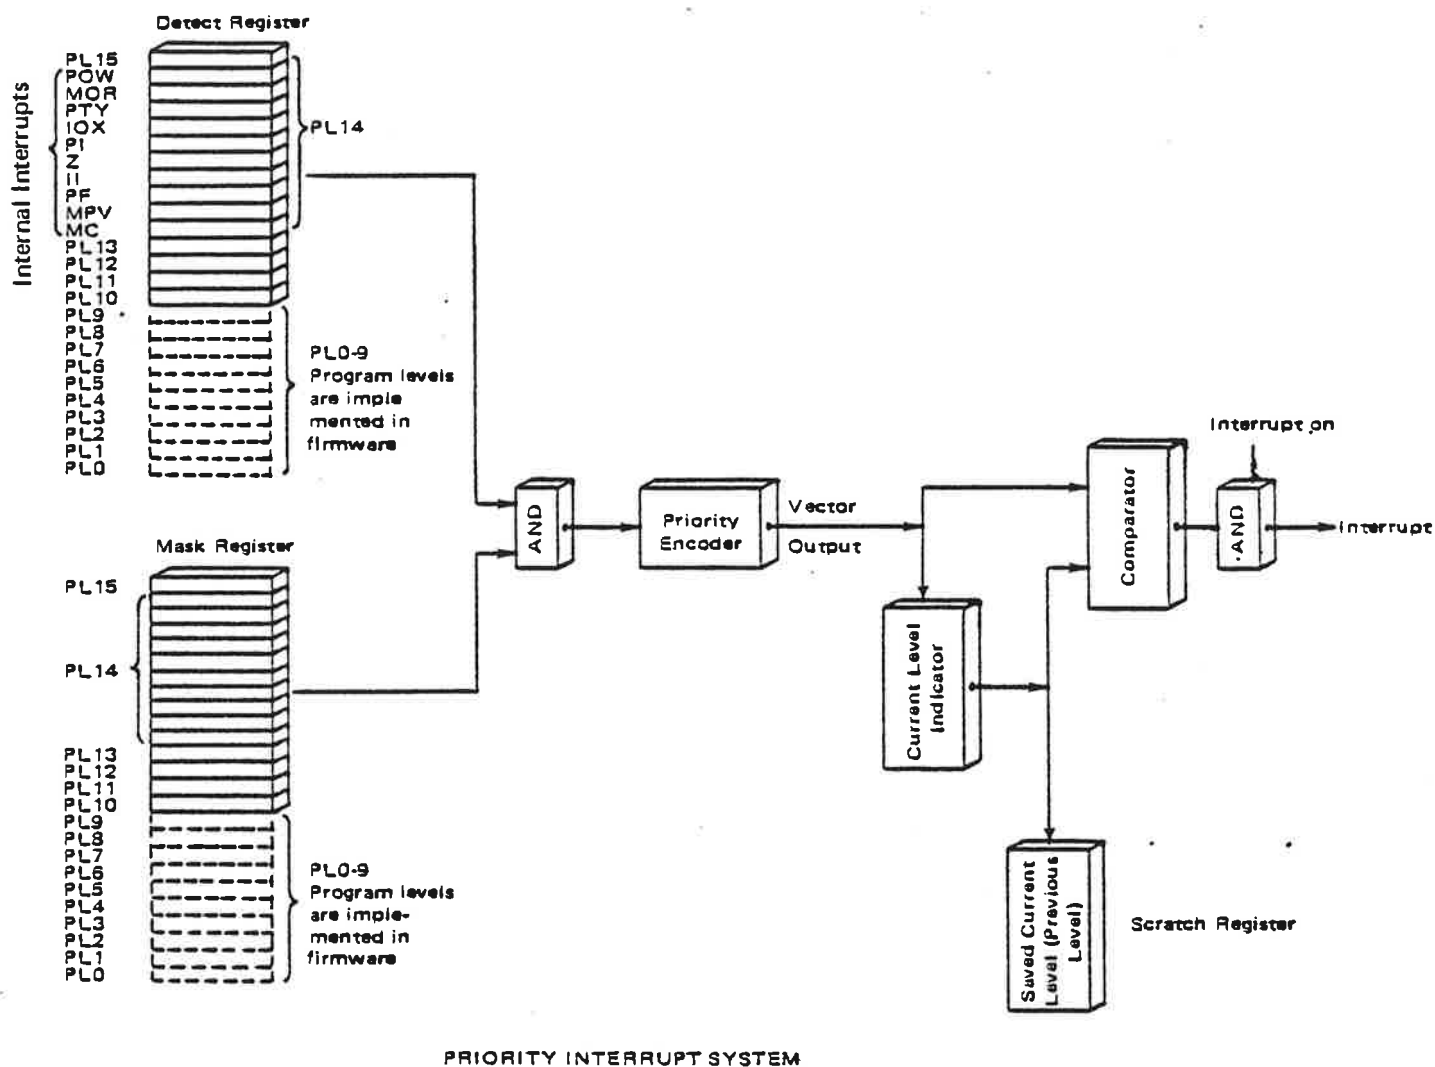 Detect Register
Internal Interrupts
PL15
POW
MOR
PTY
IOX
PI
Z
II
PF
MPV
MC
PL13
PL12
PL11
PL10
PL9
PL8
PL7
PL6
PL5
PL4
PL3
PL2
PL1
PL0
PL14
PL0-9
Program levels
are imple
mented in
firmware
Mask Register
PL15
PL14
PL13
PL12
PL11
PL10
PL9
PL8
PL7
PL6
PL5
PL4
PL3
PL2
PL1
PL0
PL0-9
Program levels
are imple-
mented in
firmware
AND
Priority
Encoder
Vector
Output
Current Level
Indicator
Comparator
Interrupt on
AND
Interrupt
Saved Current
Level (Previous
Level)
Scratch Register
PRIORITY INTERRUPT SYSTEM